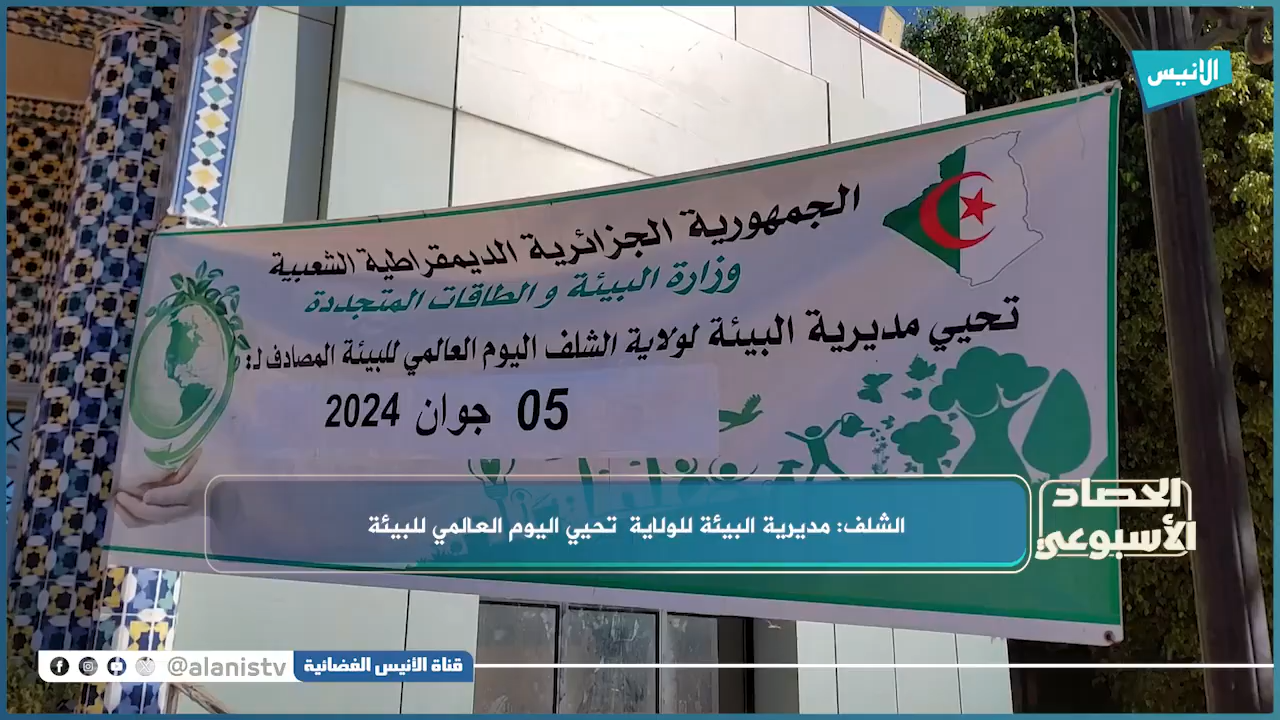 الانيس
الجمهورية الجزائرية الديمقراطية الشعبية
وزارة البيئة و الطاقات المتجددة
تحيي مديرية البيئة لولاية الشلف اليوم العالمي للبيئة المصادف لـ:
05 جوان 2024
الشلف: مديرية البيئة للولاية تحيي اليوم العالمي للبيئة
الحصاد
الأسبوعي
@alanistv قناة الأنيس الفضائية